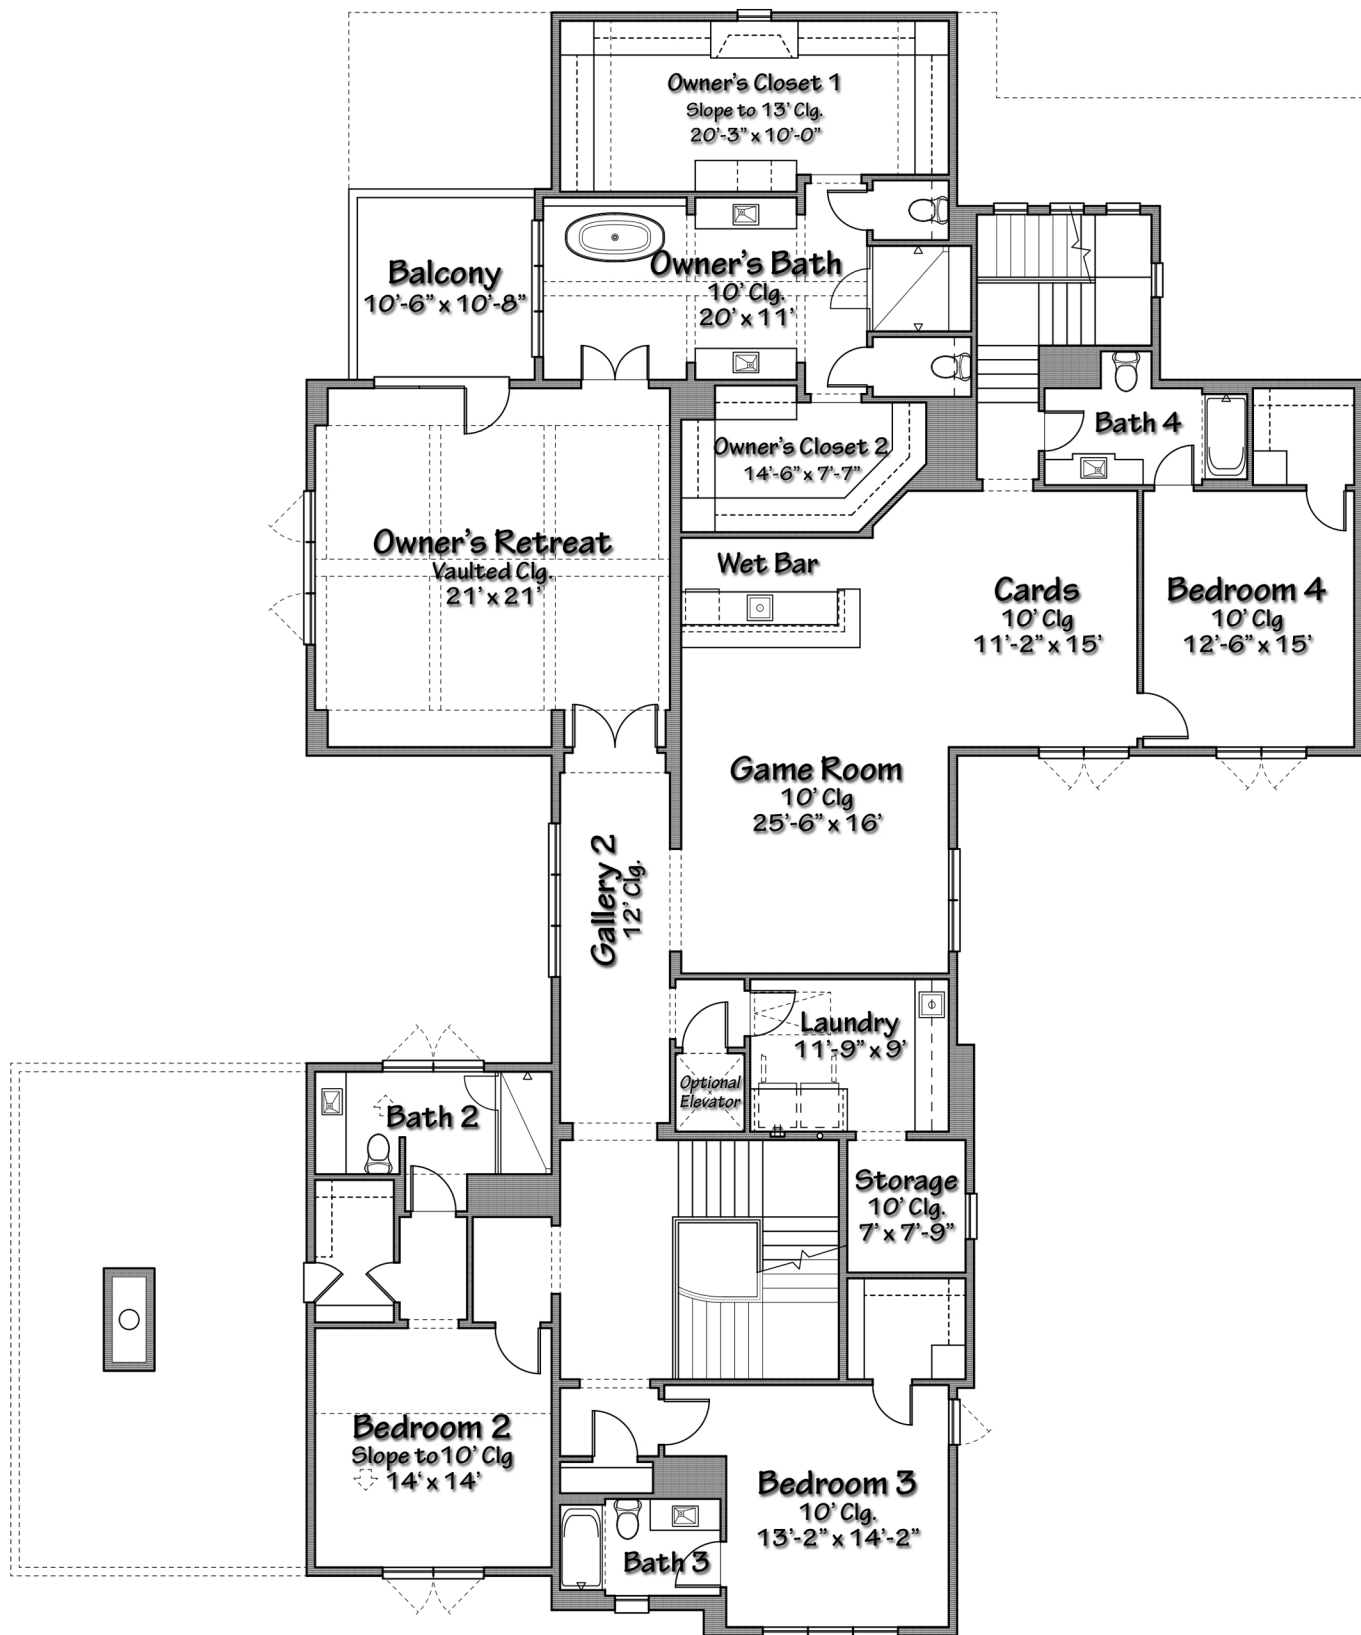 Owner's Closet 1
Slope to 13' Clg.
20'-3" x 10'-0"
Balcony
10'-6" x 10'-8"
Owner's Bath
10' Clg.
20' x 11'
Owner's Closet 2
14'-6" x 7'-7"
Bath 4
Owner's Retreat
Vaulted Clg.
21' x 21'
Wet Bar
Cards
10' Clg
11'-2" x 15'
Bedroom 4
10' Clg
12'-6" x 15'
Game Room
10' Clg
25'-6" x 16'
Gallery 2
12' Clg.
Laundry
11'-9" x 9'
Optional
Elevator
Bath 2
Storage
10' Clg.
7' x 7'-9"
Bedroom 2
Slope to 10' Clg
14' x 14'
Bedroom 3
10' Clg.
13'-2" x 14'-2"
Bath 3